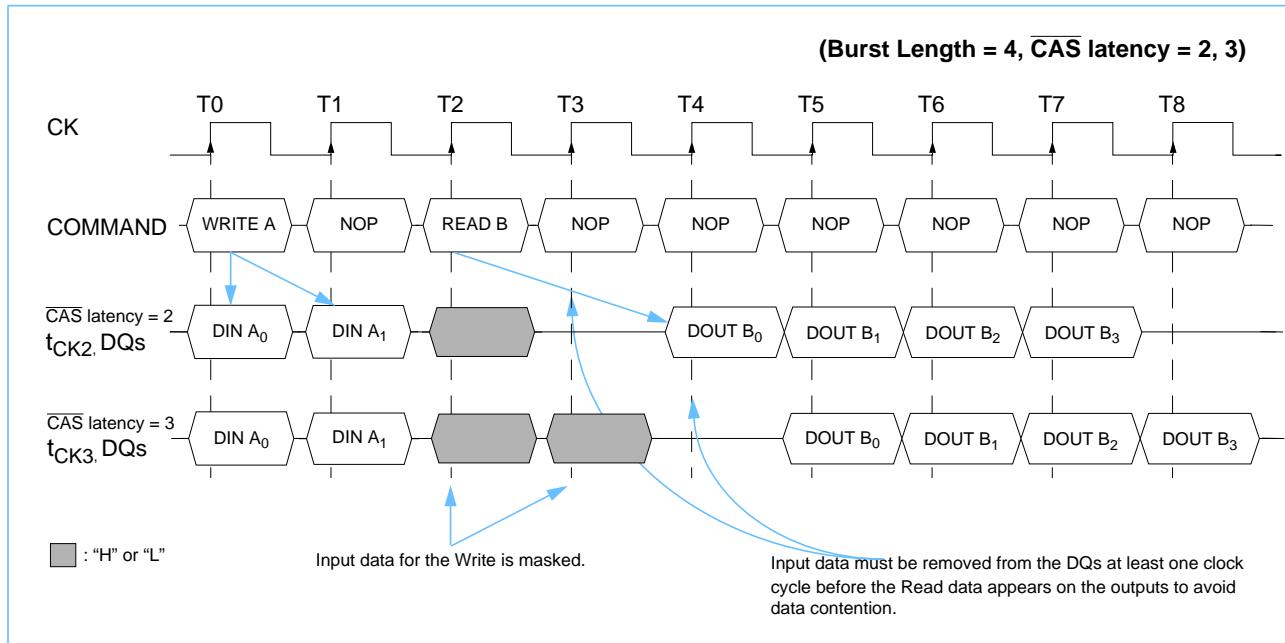 (Burst Length = 4, C̅A̅S̅ latency = 2, 3)
T0 T1 T2 T3 T4 T5 T6 T7 T8
CK
COMMAND WRITE A NOP READ B NOP NOP NOP NOP NOP NOP
C̅A̅S̅ latency = 2
tCK2, DQs DIN A0 DIN A1 DOUT B0 DOUT B1 DOUT B2 DOUT B3
C̅A̅S̅ latency = 3
tCK3, DQs DIN A0 DIN A1 DOUT B0 DOUT B1 DOUT B2 DOUT B3
: “H” or “L”
Input data for the Write is masked.
Input data must be removed from the DQs at least one clock
cycle before the Read data appears on the outputs to avoid
data contention.